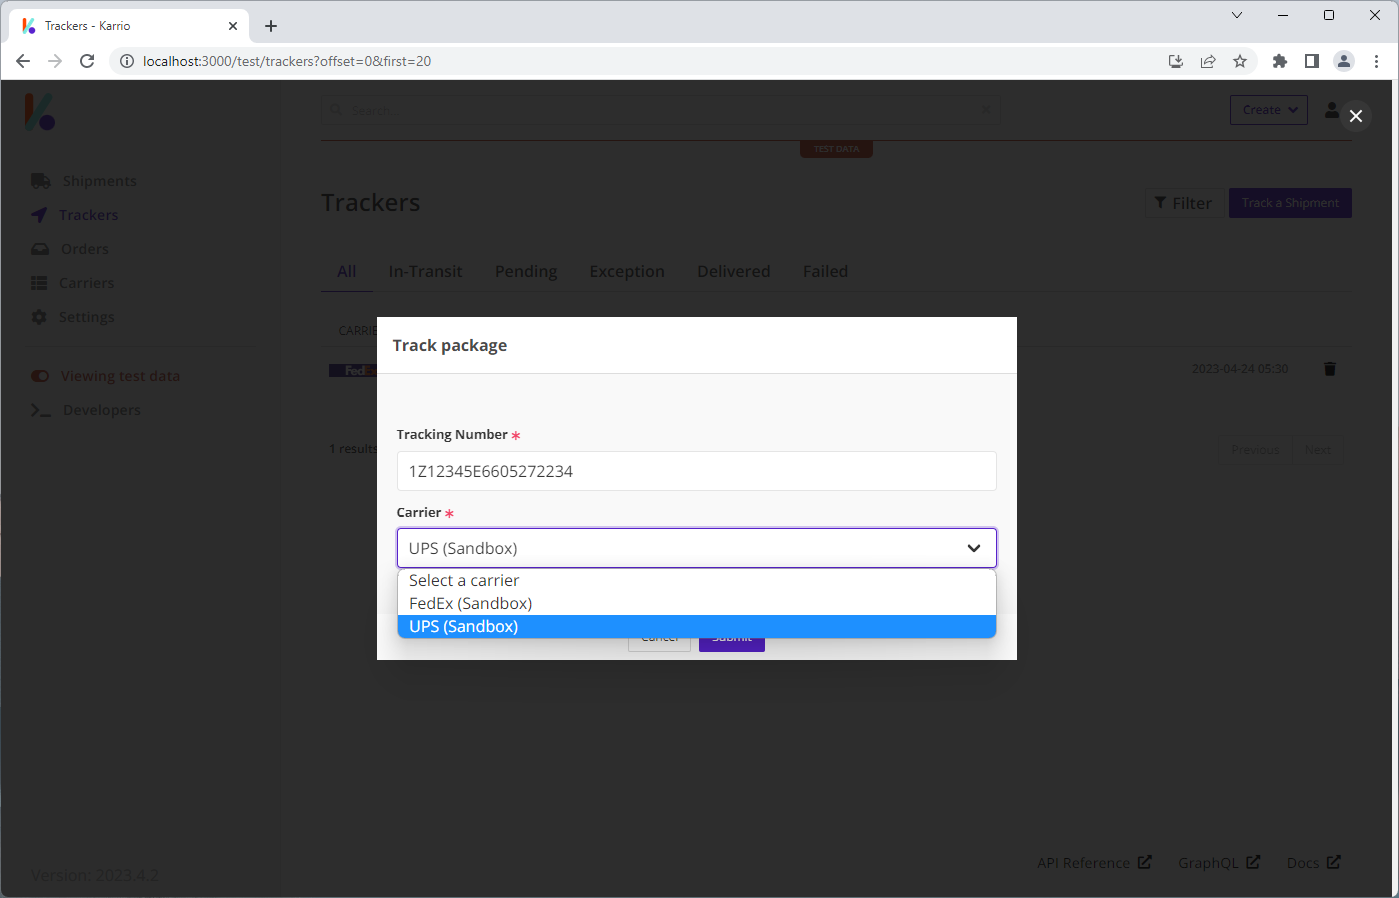 Trackers - Karrio
localhost:3000/test/trackers?offset=0&first=20
Search...
Create
TEST DATA
Shipments
Trackers
Orders
Carriers
Settings
Viewing test data
Developers
Trackers
Filter
Track a Shipment
All In-Transit Pending Exception Delivered Failed
CARRIE
FedEx
2023-04-24 05:30
1 results
Previous Next
Track package
Tracking Number *
1Z12345E6605272234
Carrier *
UPS (Sandbox)
Select a carrier
FedEx (Sandbox)
UPS (Sandbox)
Cancel Submit
API Reference GraphQL Docs
Version: 2023.4.2